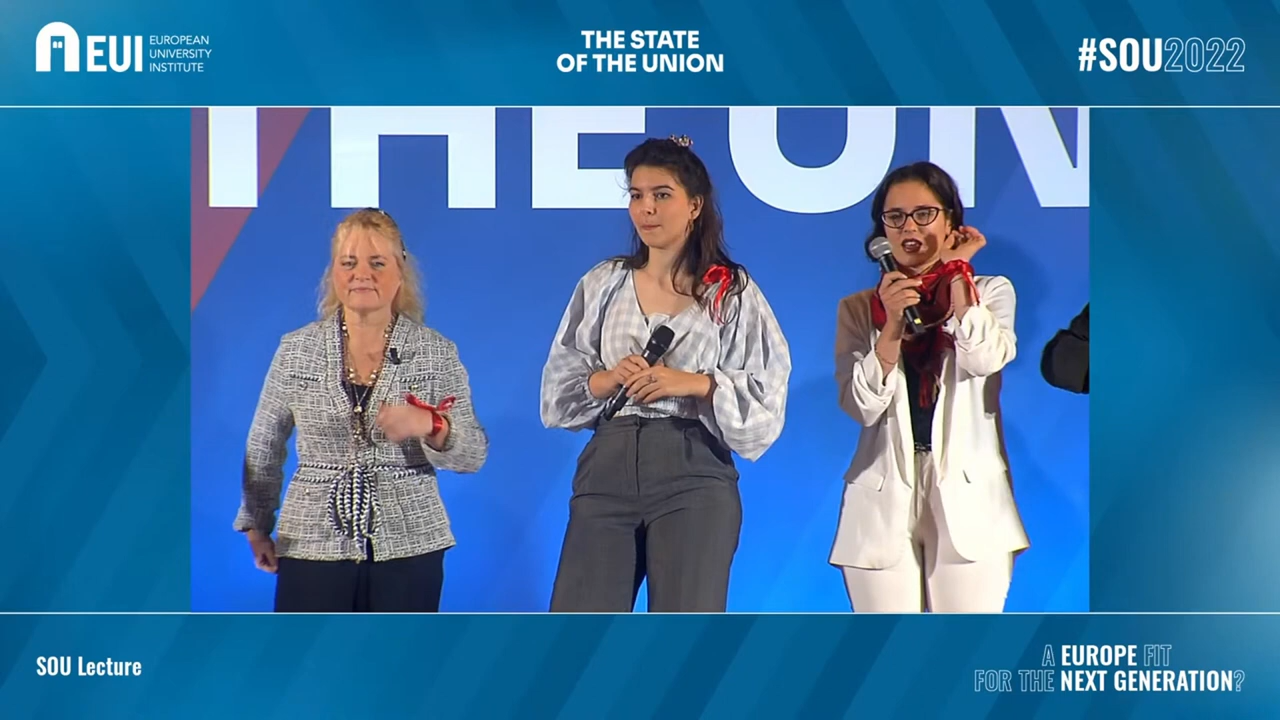 EUI
EUROPEAN
UNIVERSITY
INSTITUTE
THE STATE
OF THE UNION
#SOU2022
THE UN
SOU Lecture
A EUROPE FIT
FOR THE NEXT GENERATION?